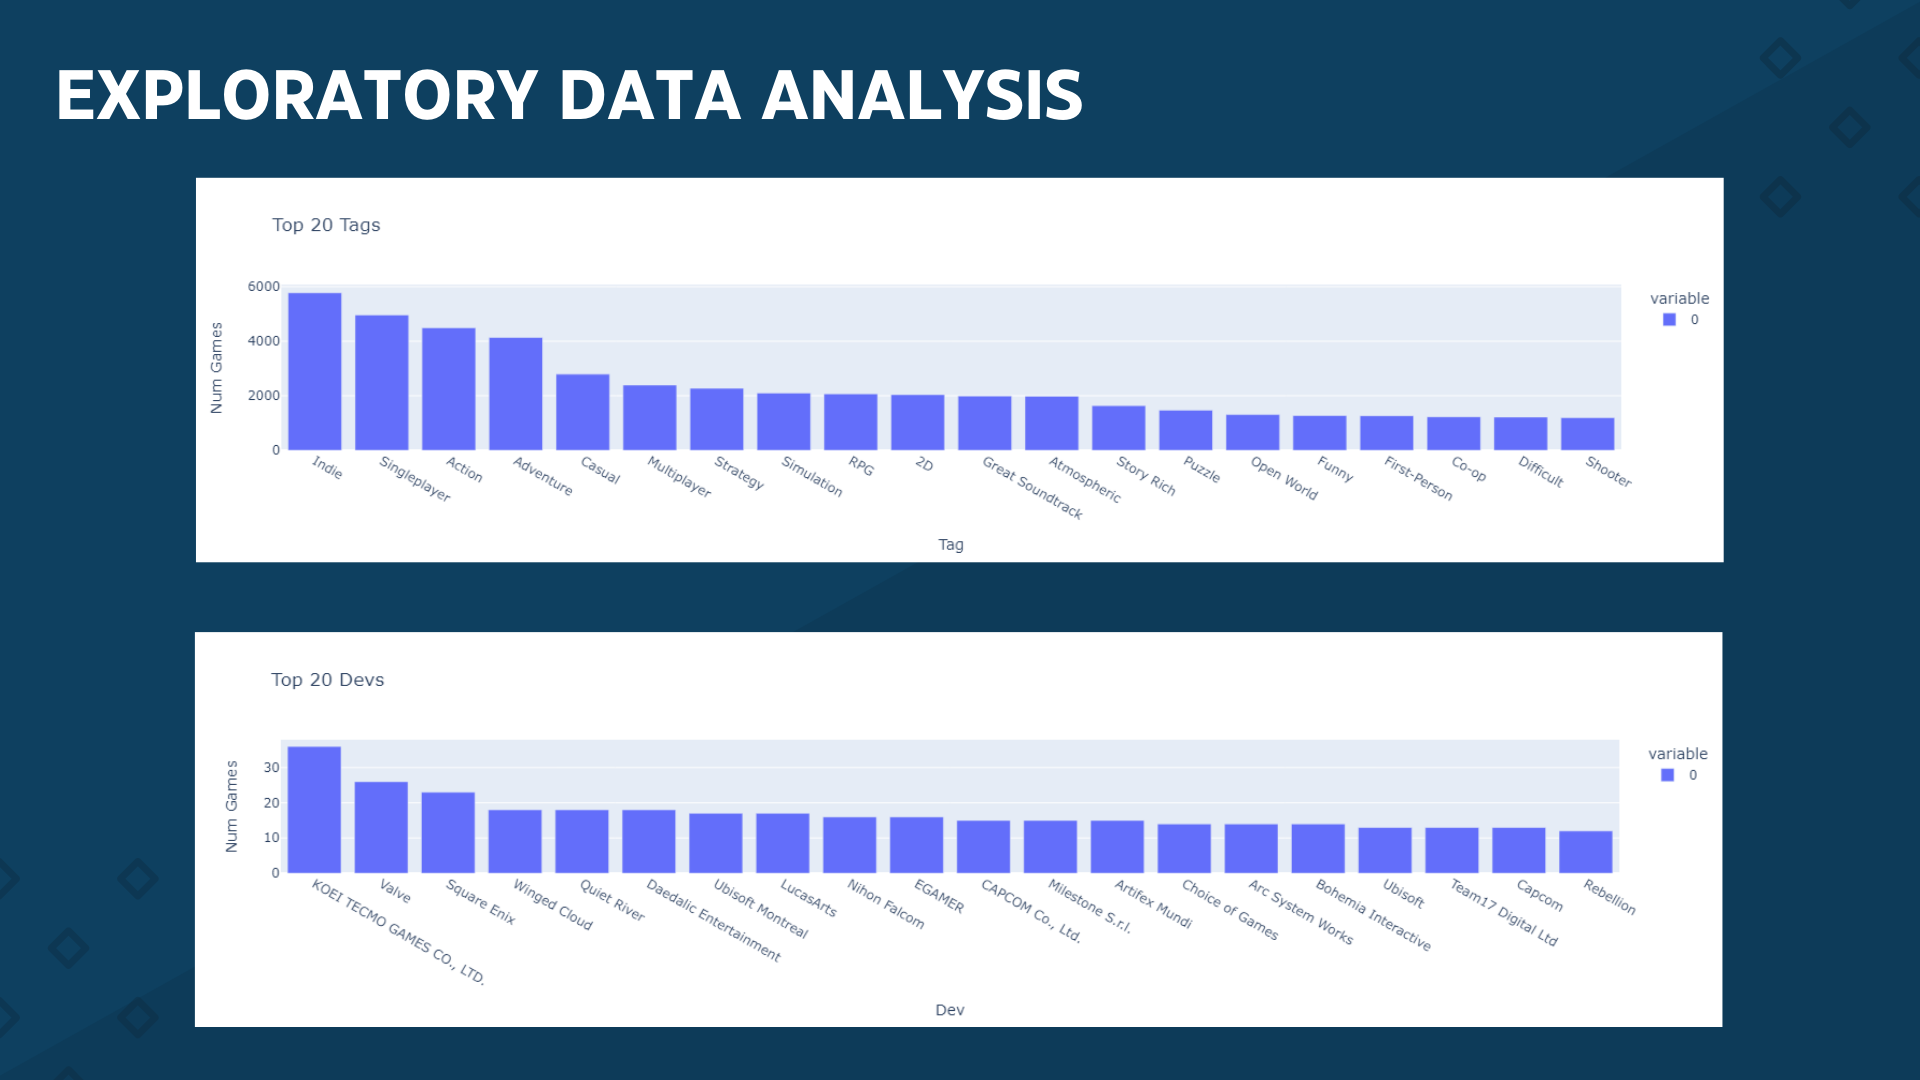 EXPLORATORY DATA ANALYSIS
Top 20 Tags
Num Games
6000
4000
2000
0
Indie
Singleplayer
Action
Adventure
Casual
Multiplayer
Strategy
Simulation
RPG
2D
Great Soundtrack
Atmospheric
Story Rich
Puzzle
Open World
Funny
First-Person
Co-op
Difficult
Shooter
Tag
variable
0
Top 20 Devs
Num Games
30
20
10
0
KOEI TECMO GAMES CO., LTD.
Valve
Square Enix
Winged Cloud
Quiet River
Daedalic Entertainment
Ubisoft Montreal
LucasArts
Nihon Falcom
EGAMER
CAPCOM Co., Ltd.
Milestone S.r.l.
Artifex Mundi
Choice of Games
Arc System Works
Bohemia Interactive
Ubisoft
Team17 Digital Ltd
Capcom
Rebellion
Dev
variable
0